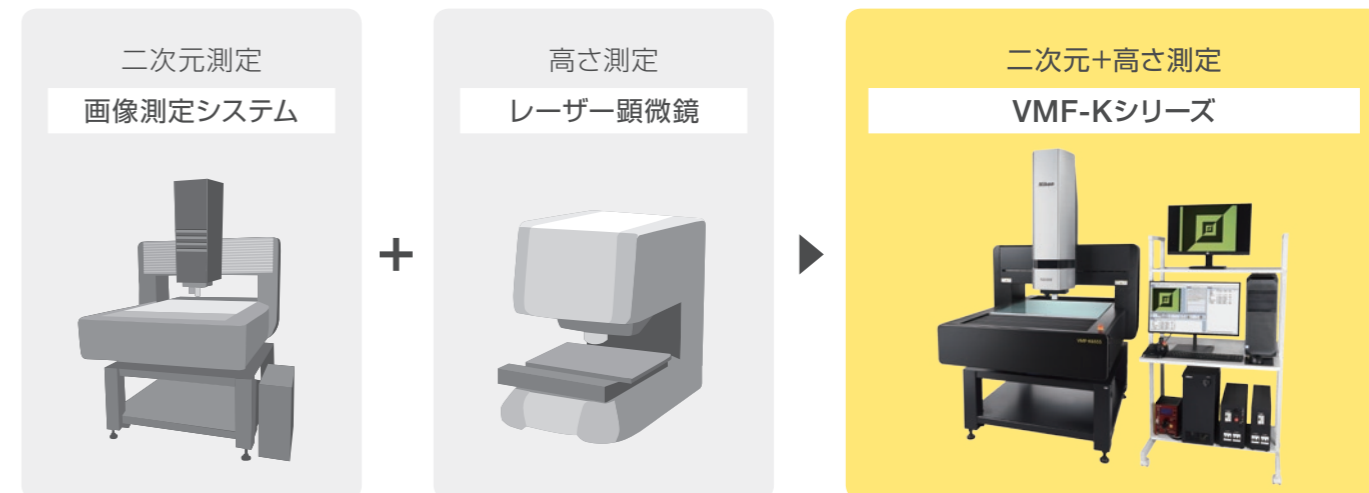 二次元測定
画像測定システム
高さ測定
レーザー顕微鏡
二次元+高さ測定
VMF-Kシリーズ
Nikon